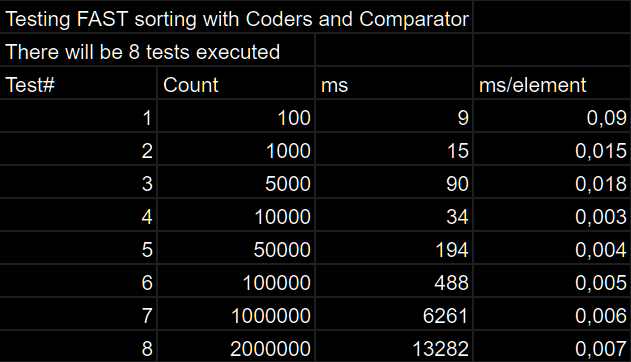 Testing FAST sorting with Coders and Comparator
There will be 8 tests executed
Test# Count ms ms/element
1 100 9 0,09
2 1000 15 0,015
3 5000 90 0,018
4 10000 34 0,003
5 50000 194 0,004
6 100000 488 0,005
7 1000000 6261 0,006
8 2000000 13282 0,007